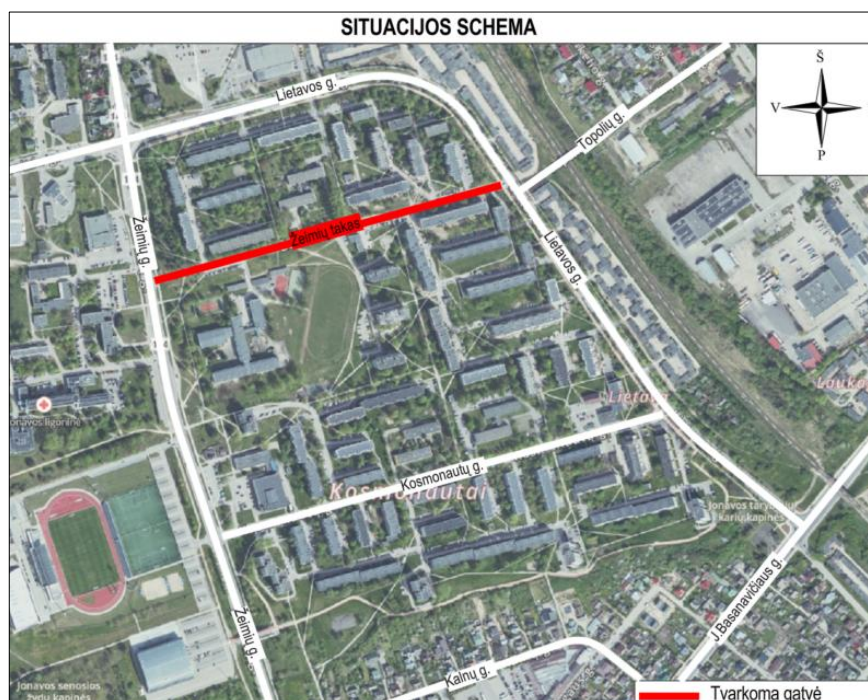 SITUACIJOS SCHEMA
Š
V
P
Lietavos g.
Topolių g.
Žeimių g.
Žeimių takas
Lietavos g.
Lietava
Jonavos ligoninė
Kosmonautų g.
Kosmonautai
Jonavos tarybinių
karių kapinės
J.Basanavičiaus g.
Žeimių g.
Kalnų g.
Jonavos senosios
žydų kapinės
Tvarkoma gatvė